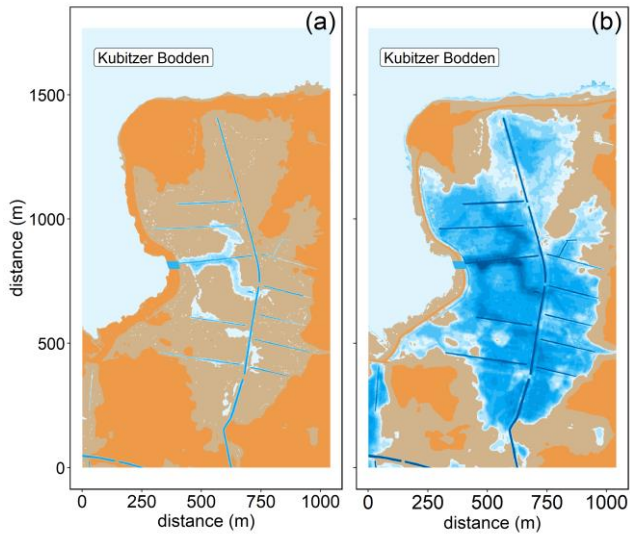 (a)
(b)
Kubitzer Bodden
Kubitzer Bodden
1500
1000
500
0
distance (m)
0 250 500 750 1000
0 250 500 750 1000
distance (m)
distance (m)